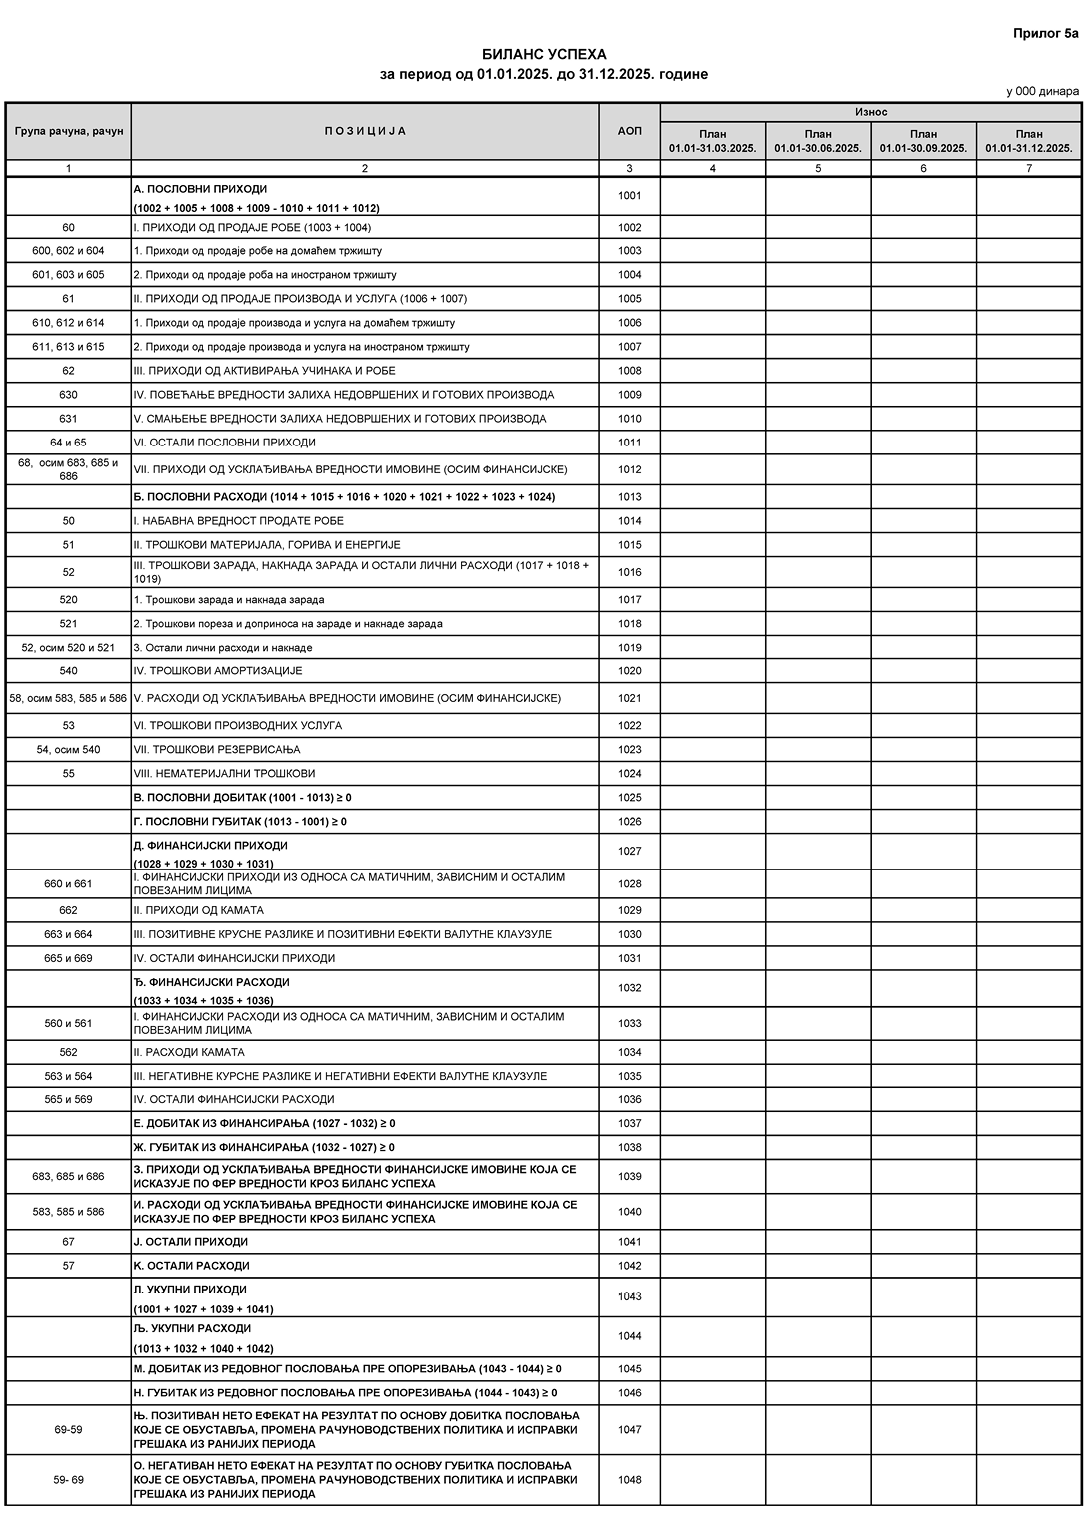 Прилог 5а
БИЛАНС УСПЕХА
за период од 01.01.2025. до 31.12.2025. године
у 000 динара
Група рачуна, рачун П О З И Ц И Ј А АОП Износ
План 01.01-31.03.2025. План 01.01-30.06.2025. План 01.01-30.09.2025. План 01.01-31.12.2025.
1 2 3 4 5 6 7
А. ПОСЛОВНИ ПРИХОДИ
(1002 + 1005 + 1008 + 1009 - 1010 + 1011 + 1012) 1001
60 I. ПРИХОДИ ОД ПРОДАЈЕ РОБЕ (1003 + 1004) 1002
600, 602 и 604 1. Приходи од продаје робе на домаћем тржишту 1003
601, 603 и 605 2. Приходи од продаје роба на иностраном тржишту 1004
61 II. ПРИХОДИ ОД ПРОДАЈЕ ПРОИЗВОДА И УСЛУГА (1006 + 1007) 1005
610, 612 и 614 1. Приходи од продаје производа и услуга на домаћем тржишту 1006
611, 613 и 615 2. Приходи од продаје производа и услуга на иностраном тржишту 1007
62 III. ПРИХОДИ ОД АКТИВИРАЊА УЧИНАКА И РОБЕ 1008
630 IV. ПОВЕЋАЊЕ ВРЕДНОСТИ ЗАЛИХА НЕДОВРШЕНИХ И ГОТОВИХ ПРОИЗВОДА 1009
631 V. СМАЊЕЊЕ ВРЕДНОСТИ ЗАЛИХА НЕДОВРШЕНИХ И ГОТОВИХ ПРОИЗВОДА 1010
64 и 65 VI. ОСТАЛИ ПОСЛОВНИ ПРИХОДИ 1011
68, осим 683, 685 и 686 VII. ПРИХОДИ ОД УСКЛАЂИВАЊА ВРЕДНОСТИ ИМОВИНЕ (ОСИМ ФИНАНСИЈСКЕ) 1012
Б. ПОСЛОВНИ РАСХОДИ (1014 + 1015 + 1016 + 1020 + 1021 + 1022 + 1023 + 1024) 1013
50 I. НАБАВНА ВРЕДНОСТ ПРОДАТЕ РОБЕ 1014
51 II. ТРОШКОВИ МАТЕРИЈАЛА, ГОРИВА И ЕНЕРГИЈЕ 1015
52 III. ТРОШКОВИ ЗАРАДА, НАКНАДА ЗАРАДА И ОСТАЛИ ЛИЧНИ РАСХОДИ (1017 + 1018 +
1019) 1016
520 1. Трошкови зарада и накнада зарада 1017
521 2. Трошкови пореза и доприноса на зараде и накнаде зарада 1018
52, осим 520 и 521 3. Остали лични расходи и накнаде 1019
540 IV. ТРОШКОВИ АМОРТИЗАЦИЈЕ 1020
58, осим 583, 585 и 586 V. РАСХОДИ ОД УСКЛАЂИВАЊА ВРЕДНОСТИ ИМОВИНЕ (ОСИМ ФИНАНСИЈСКЕ) 1021
53 VI. ТРОШКОВИ ПРОИЗВОДНИХ УСЛУГА 1022
54, осим 540 VII. ТРОШКОВИ РЕЗЕРВИСАЊА 1023
55 VIII. НЕМАТЕРИЈАЛНИ ТРОШКОВИ 1024
В. ПОСЛОВНИ ДОБИТАК (1001 - 1013) ≥ 0 1025
Г. ПОСЛОВНИ ГУБИТАК (1013 - 1001) ≥ 0 1026
Д. ФИНАНСИЈСКИ ПРИХОДИ
(1028 + 1029 + 1030 + 1031) 1027
660 и 661 I. ФИНАНСИЈСКИ ПРИХОДИ ИЗ ОДНОСА СА МАТИЧНИМ, ЗАВИСНИМ И ОСТАЛИМ
ПОВЕЗАНИМ ЛИЦИМА 1028
662 II. ПРИХОДИ ОД КАМАТА 1029
663 и 664 III. ПОЗИТИВНЕ КРУСНЕ РАЗЛИКЕ И ПОЗИТИВНИ ЕФЕКТИ ВАЛУТНЕ КЛАУЗУЛЕ 1030
665 и 669 IV. ОСТАЛИ ФИНАНСИЈСКИ ПРИХОДИ 1031
Ђ. ФИНАНСИЈСКИ РАСХОДИ
(1033 + 1034 + 1035 + 1036) 1032
560 и 561 I. ФИНАНСИЈСКИ РАСХОДИ ИЗ ОДНОСА СА МАТИЧНИМ, ЗАВИСНИМ И ОСТАЛИМ
ПОВЕЗАНИМ ЛИЦИМА 1033
562 II. РАСХОДИ КАМАТА 1034
563 и 564 III. НЕГАТИВНЕ КУРСНЕ РАЗЛИКЕ И НЕГАТИВНИ ЕФЕКТИ ВАЛУТНЕ КЛАУЗУЛЕ 1035
565 и 569 IV. ОСТАЛИ ФИНАНСИЈСКИ РАСХОДИ 1036
Е. ДОБИТАК ИЗ ФИНАНСИРАЊА (1027 - 1032) ≥ 0 1037
Ж. ГУБИТАК ИЗ ФИНАНСИРАЊА (1032 - 1027) ≥ 0 1038
683, 685 и 686 З. ПРИХОДИ ОД УСКЛАЂИВАЊА ВРЕДНОСТИ ФИНАНСИЈСКЕ ИМОВИНЕ КОЈА СЕ
ИСКАЗУЈЕ ПО ФЕР ВРЕДНОСТИ КРОЗ БИЛАНС УСПЕХА 1039
583, 585 и 586 И. РАСХОДИ ОД УСКЛАЂИВАЊА ВРЕДНОСТИ ФИНАНСИЈСКЕ ИМОВИНЕ КОЈА СЕ
ИСКАЗУЈЕ ПО ФЕР ВРЕДНОСТИ КРОЗ БИЛАНС УСПЕХА 1040
67 Ј. ОСТАЛИ ПРИХОДИ 1041
57 К. ОСТАЛИ РАСХОДИ 1042
Л. УКУПНИ ПРИХОДИ
(1001 + 1027 + 1039 + 1041) 1043
Љ. УКУПНИ РАСХОДИ
(1013 + 1032 + 1040 + 1042) 1044
М. ДОБИТАК ИЗ РЕДОВНОГ ПОСЛОВАЊА ПРЕ ОПОРЕЗИВАЊА (1043 - 1044) ≥ 0 1045
Н. ГУБИТАК ИЗ РЕДОВНОГ ПОСЛОВАЊА ПРЕ ОПОРЕЗИВАЊА (1044 - 1043) ≥ 0 1046
69-59 Њ. ПОЗИТИВАН НЕТО ЕФЕКАТ НА РЕЗУЛТАТ ПО ОСНОВУ ДОБИТКА ПОСЛОВАЊА
КОЈЕ СЕ ОБУСТАВЉА, ПРОМЕНА РАЧУНОВОДСТВЕНИХ ПОЛИТИКА И ИСПРАВКИ
ГРЕШАКА ИЗ РАНИЈИХ ПЕРИОДА 1047
59- 69 О. НЕГАТИВАН НЕТО ЕФЕКАТ НА РЕЗУЛТАТ ПО ОСНОВУ ГУБИТКА ПОСЛОВАЊА
КОЈЕ СЕ ОБУСТАВЉА, ПРОМЕНА РАЧУНОВОДСТВЕНИХ ПОЛИТИКА И ИСПРАВКИ
ГРЕШАКА ИЗ РАНИЈИХ ПЕРИОДА 1048